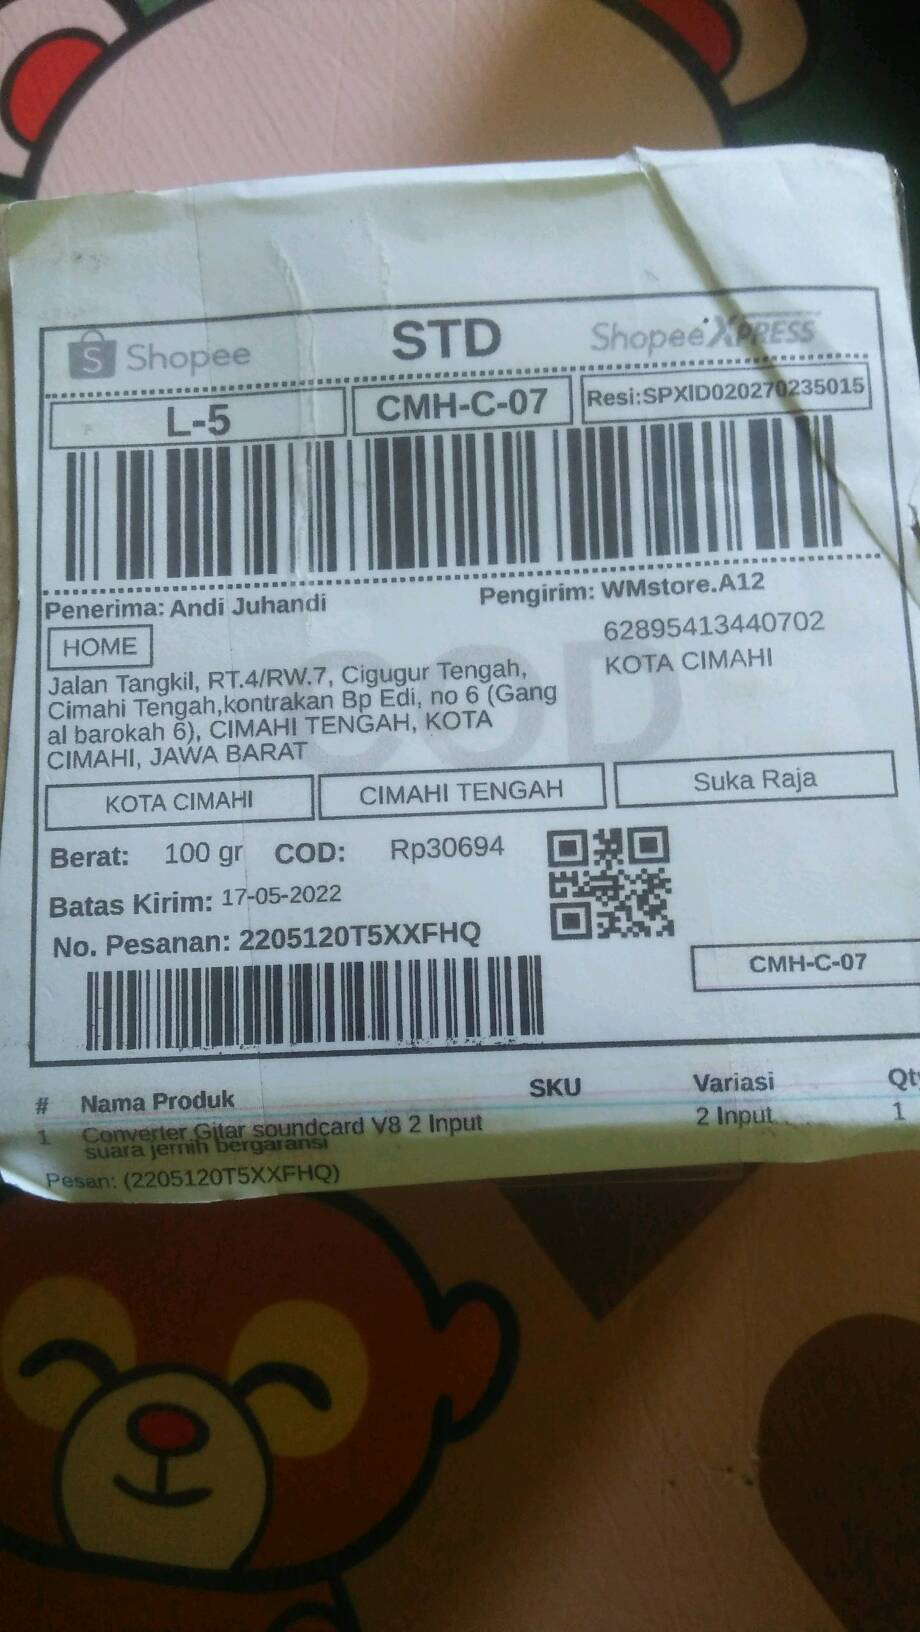 Shopee
STD
Shopee XPRESS
L-5
CMH-C-07
Resi:SPXID020270235015
Penerima: Andi Juhandi
Pengirim: WMstore.A12
HOME
62895413440702
KOTA CIMAHI
Jalan Tangkil, RT.4/RW.7, Cigugur Tengah,
Cimahi Tengah,kontrakan Bp Edi, no 6 (Gang
al barokah 6), CIMAHI TENGAH, KOTA
CIMAHI, JAWA BARAT
COD
KOTA CIMAHI
CIMAHI TENGAH
Suka Raja
Berat: 100 gr COD: Rp30694
Batas Kirim: 17-05-2022
No. Pesanan: 2205120T5XXFHQ
CMH-C-07
# Nama Produk SKU Variasi Qty
1 Converter Gitar soundcard V8 2 Input 2 Input 1
suara jernih bergaransi
Pesan: (2205120T5XXFHQ)